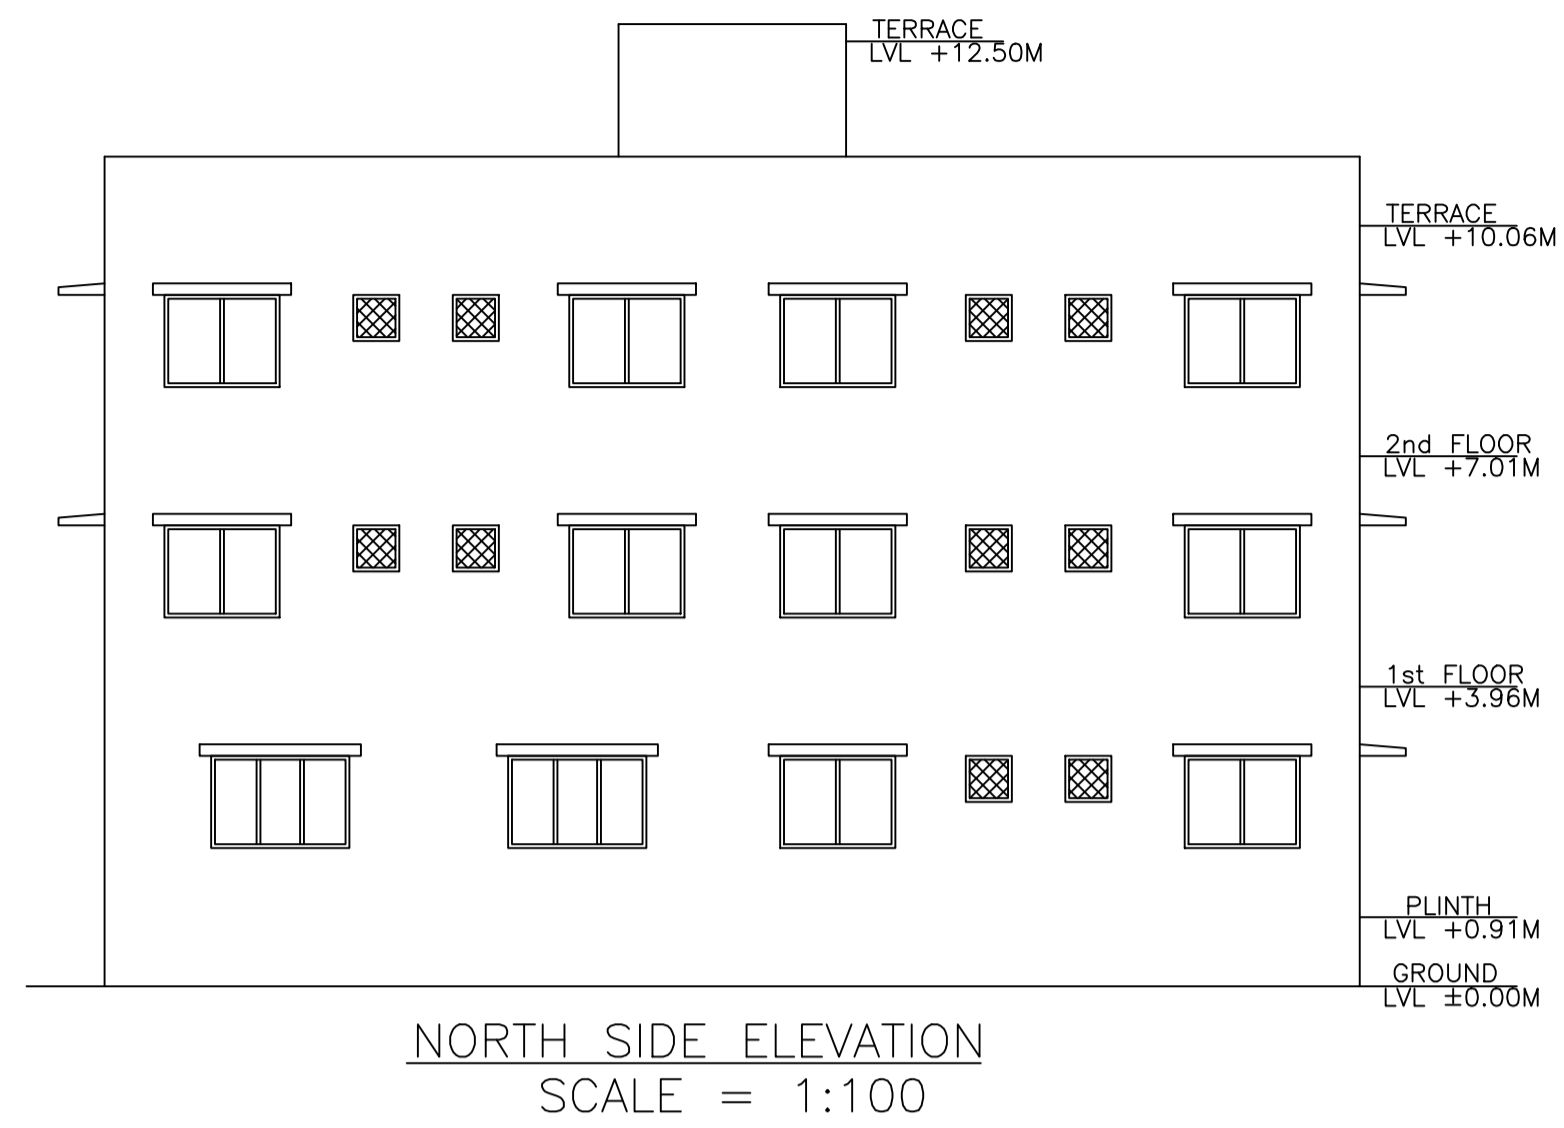 TERRACE
LVL +12.50M
TERRACE
LVL +10.06M
2nd FLOOR
LVL +7.01M
1st FLOOR
LVL +3.96M
PLINTH
LVL +0.91M
GROUND
LVL ±0.00M
NORTH SIDE ELEVATION
SCALE = 1:100